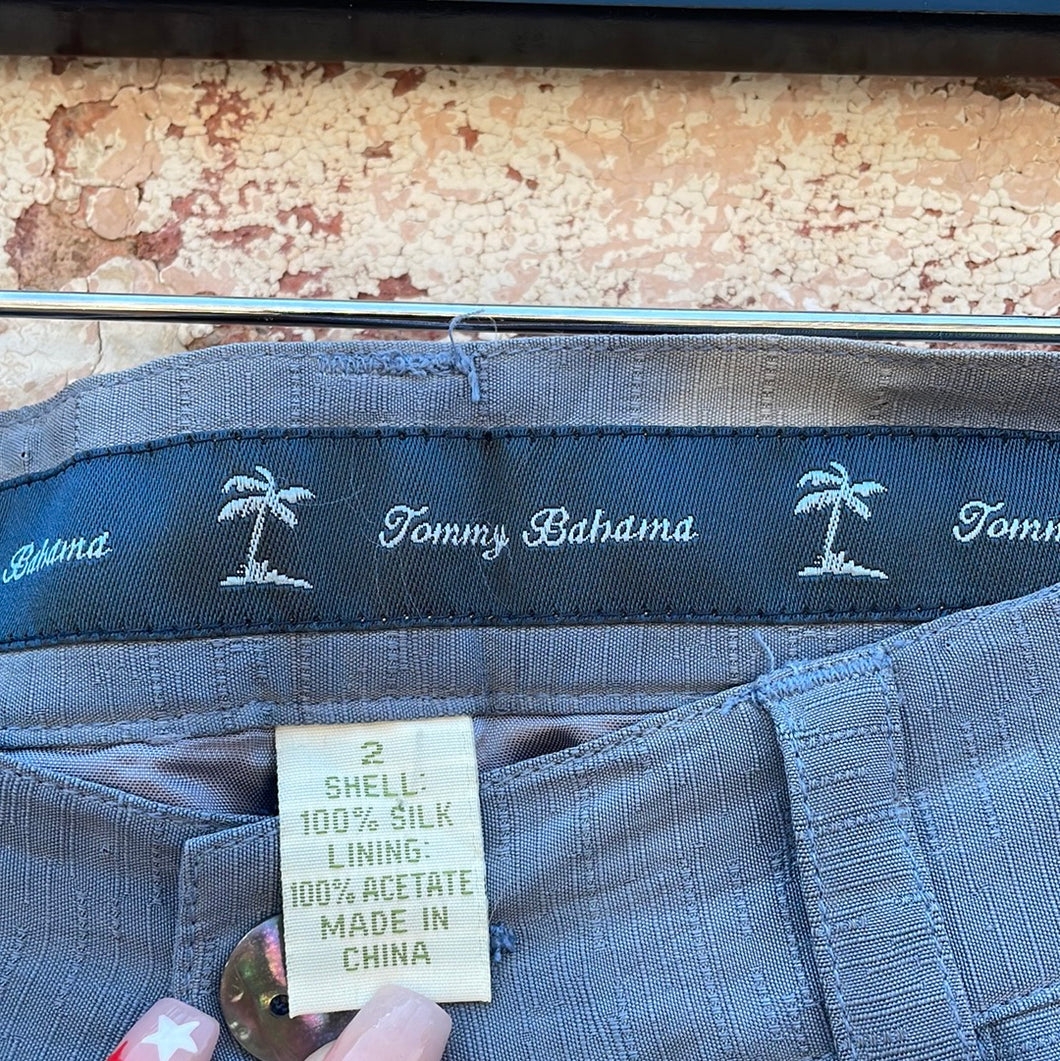 Bahama Tommy Bahama Tomm
2
SHELL:
100% SILK
LINING:
100% ACETATE
MADE IN
CHINA